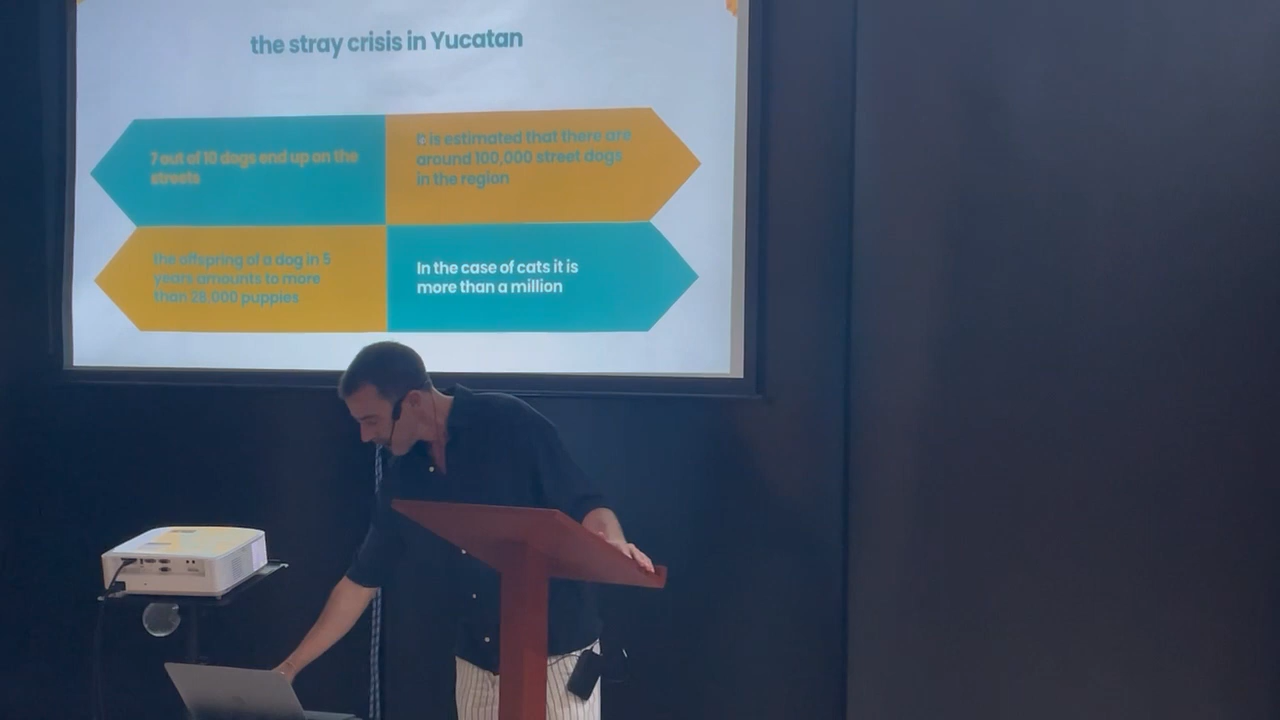 the stray crisis in Yucatan
7 out of 10 dogs end up on the
streets
It is estimated that there are
around 100,000 street dogs
in the region
the offspring of a dog in 5
years amounts to more
than 28,000 puppies
In the case of cats it is
more than a million